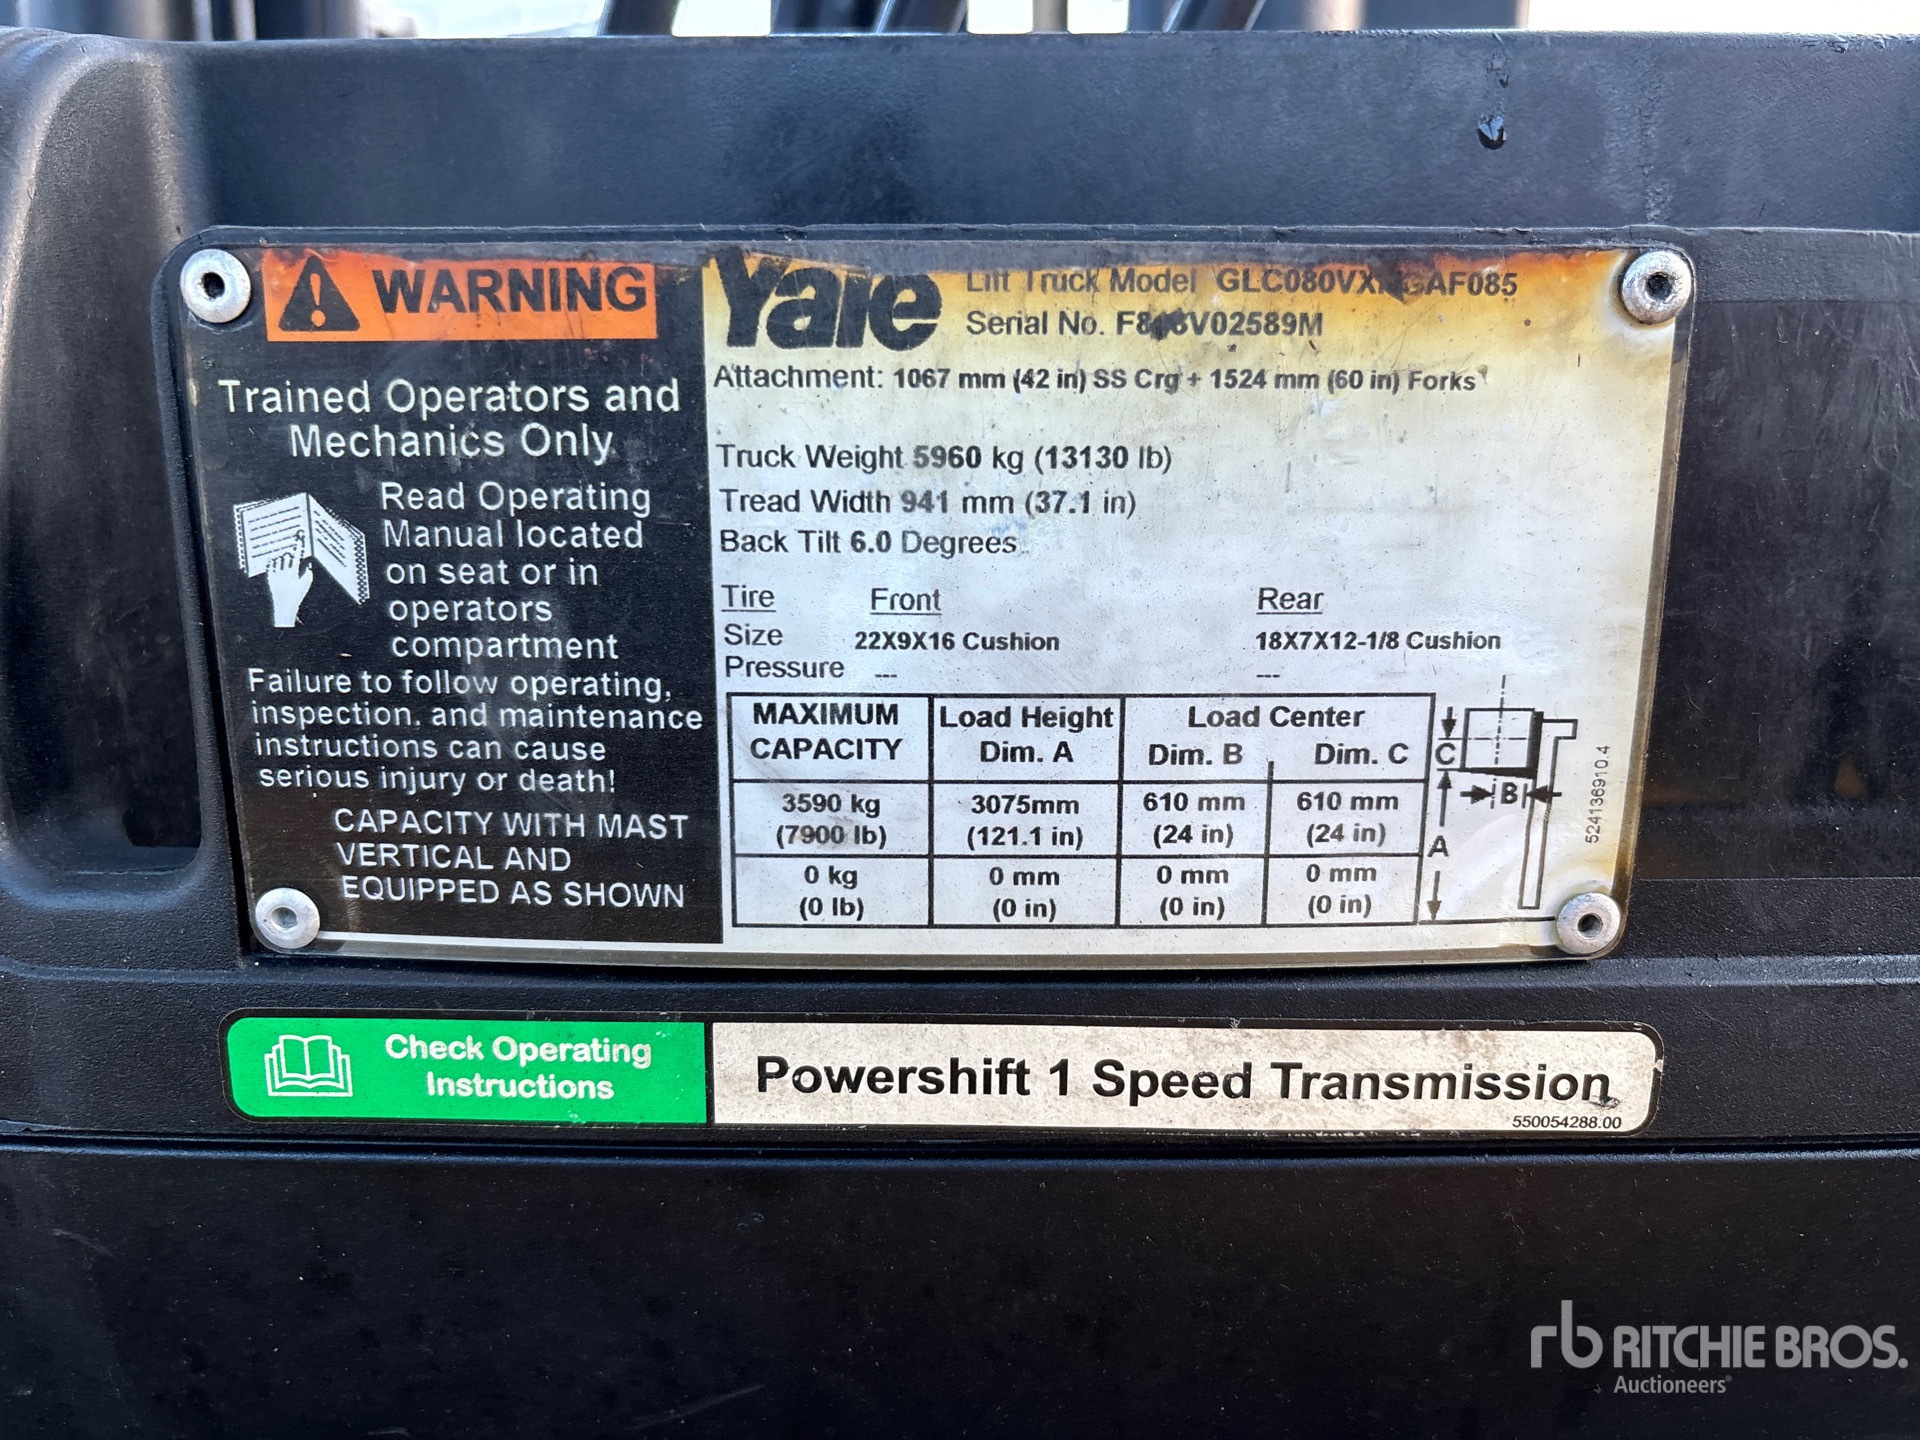 WARNING
Trained Operators and
Mechanics Only
Read Operating
Manual located
on seat or in
operators
compartment
Failure to follow operating,
inspection, and maintenance
instructions can cause
serious injury or death!
CAPACITY WITH MAST
VERTICAL AND
EQUIPPED AS SHOWN
Yale
Lift Truck Model
Serial No.
Attachment: 1067 mm (42 in) SS Crg + 1524 mm (60 in) Forks
Truck Weight 5960 kg (13130 lb)
Tread Width 941 mm (37.1 in)
Back Tilt 6.0 Degrees
Tire Front Rear
Size 22X9X16 Cushion 18X7X12-1/8 Cushion
Pressure --- ---
MAXIMUM CAPACITY Load Height Dim. A Load Center Dim. B Dim. C
3590 kg 3075mm 610 mm 610 mm
(7900 lb) (121.1 in) (24 in) (24 in)
0 kg 0 mm 0 mm 0 mm
(0 lb) (0 in) (0 in) (0 in)
C
B
A
524136910.4
Check Operating
Instructions
Powershift 1 Speed Transmission
550054288.00
rb RITCHIE BROS.
Auctioneers